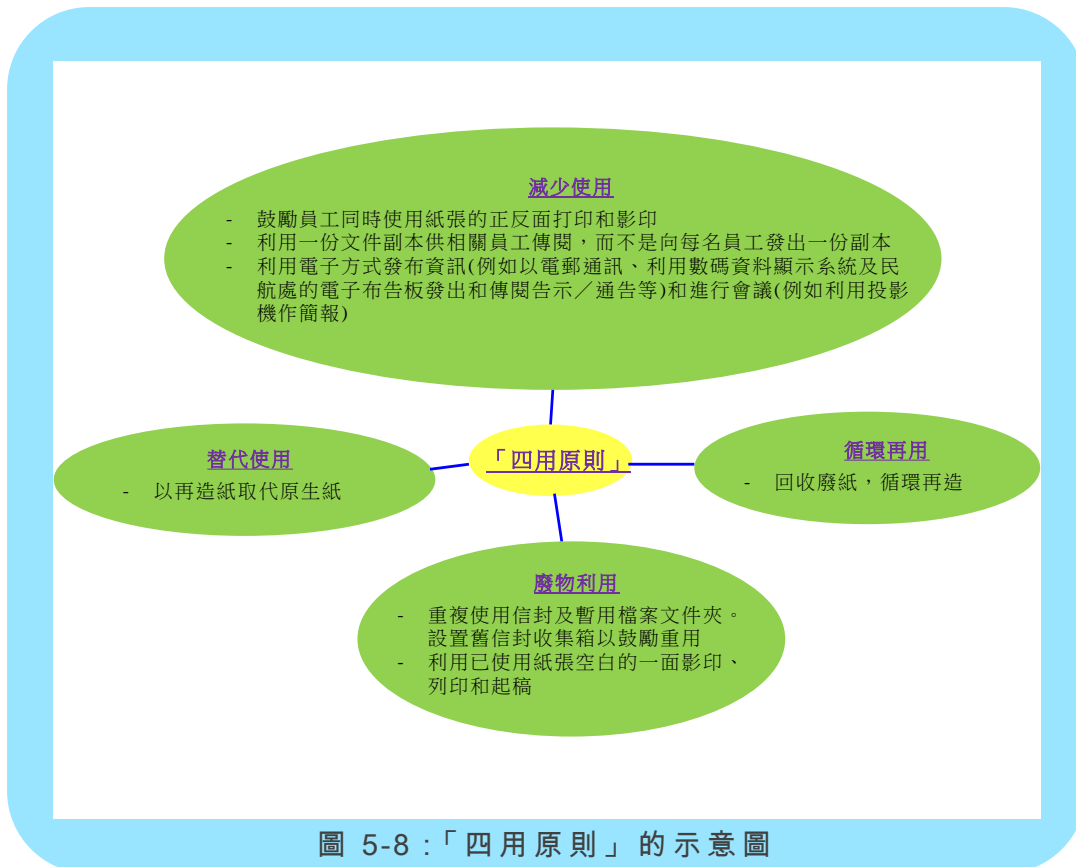 減少使用
- 鼓勵員工同時使用紙張的正反面打印和影印
- 利用一份文件副本供相關員工傳閱，而不是向每名員工發出一份副本
- 利用電子方式發布資訊(例如以電郵通訊、利用數碼資料顯示系統及民
航處的電子布告板發出和傳閱告示／通告等)和進行會議(例如利用投影
機作簡報)
替代使用
- 以再造紙取代原生紙
「四用原則」
循環再用
- 回收廢紙，循環再造
廢物利用
- 重複使用信封及暫用檔案文件夾。
設置舊信封收集箱以鼓勵重用
- 利用已使用紙張空白的一面影印、
列印和起稿
圖 5-8 :「四用原則」的示意圖